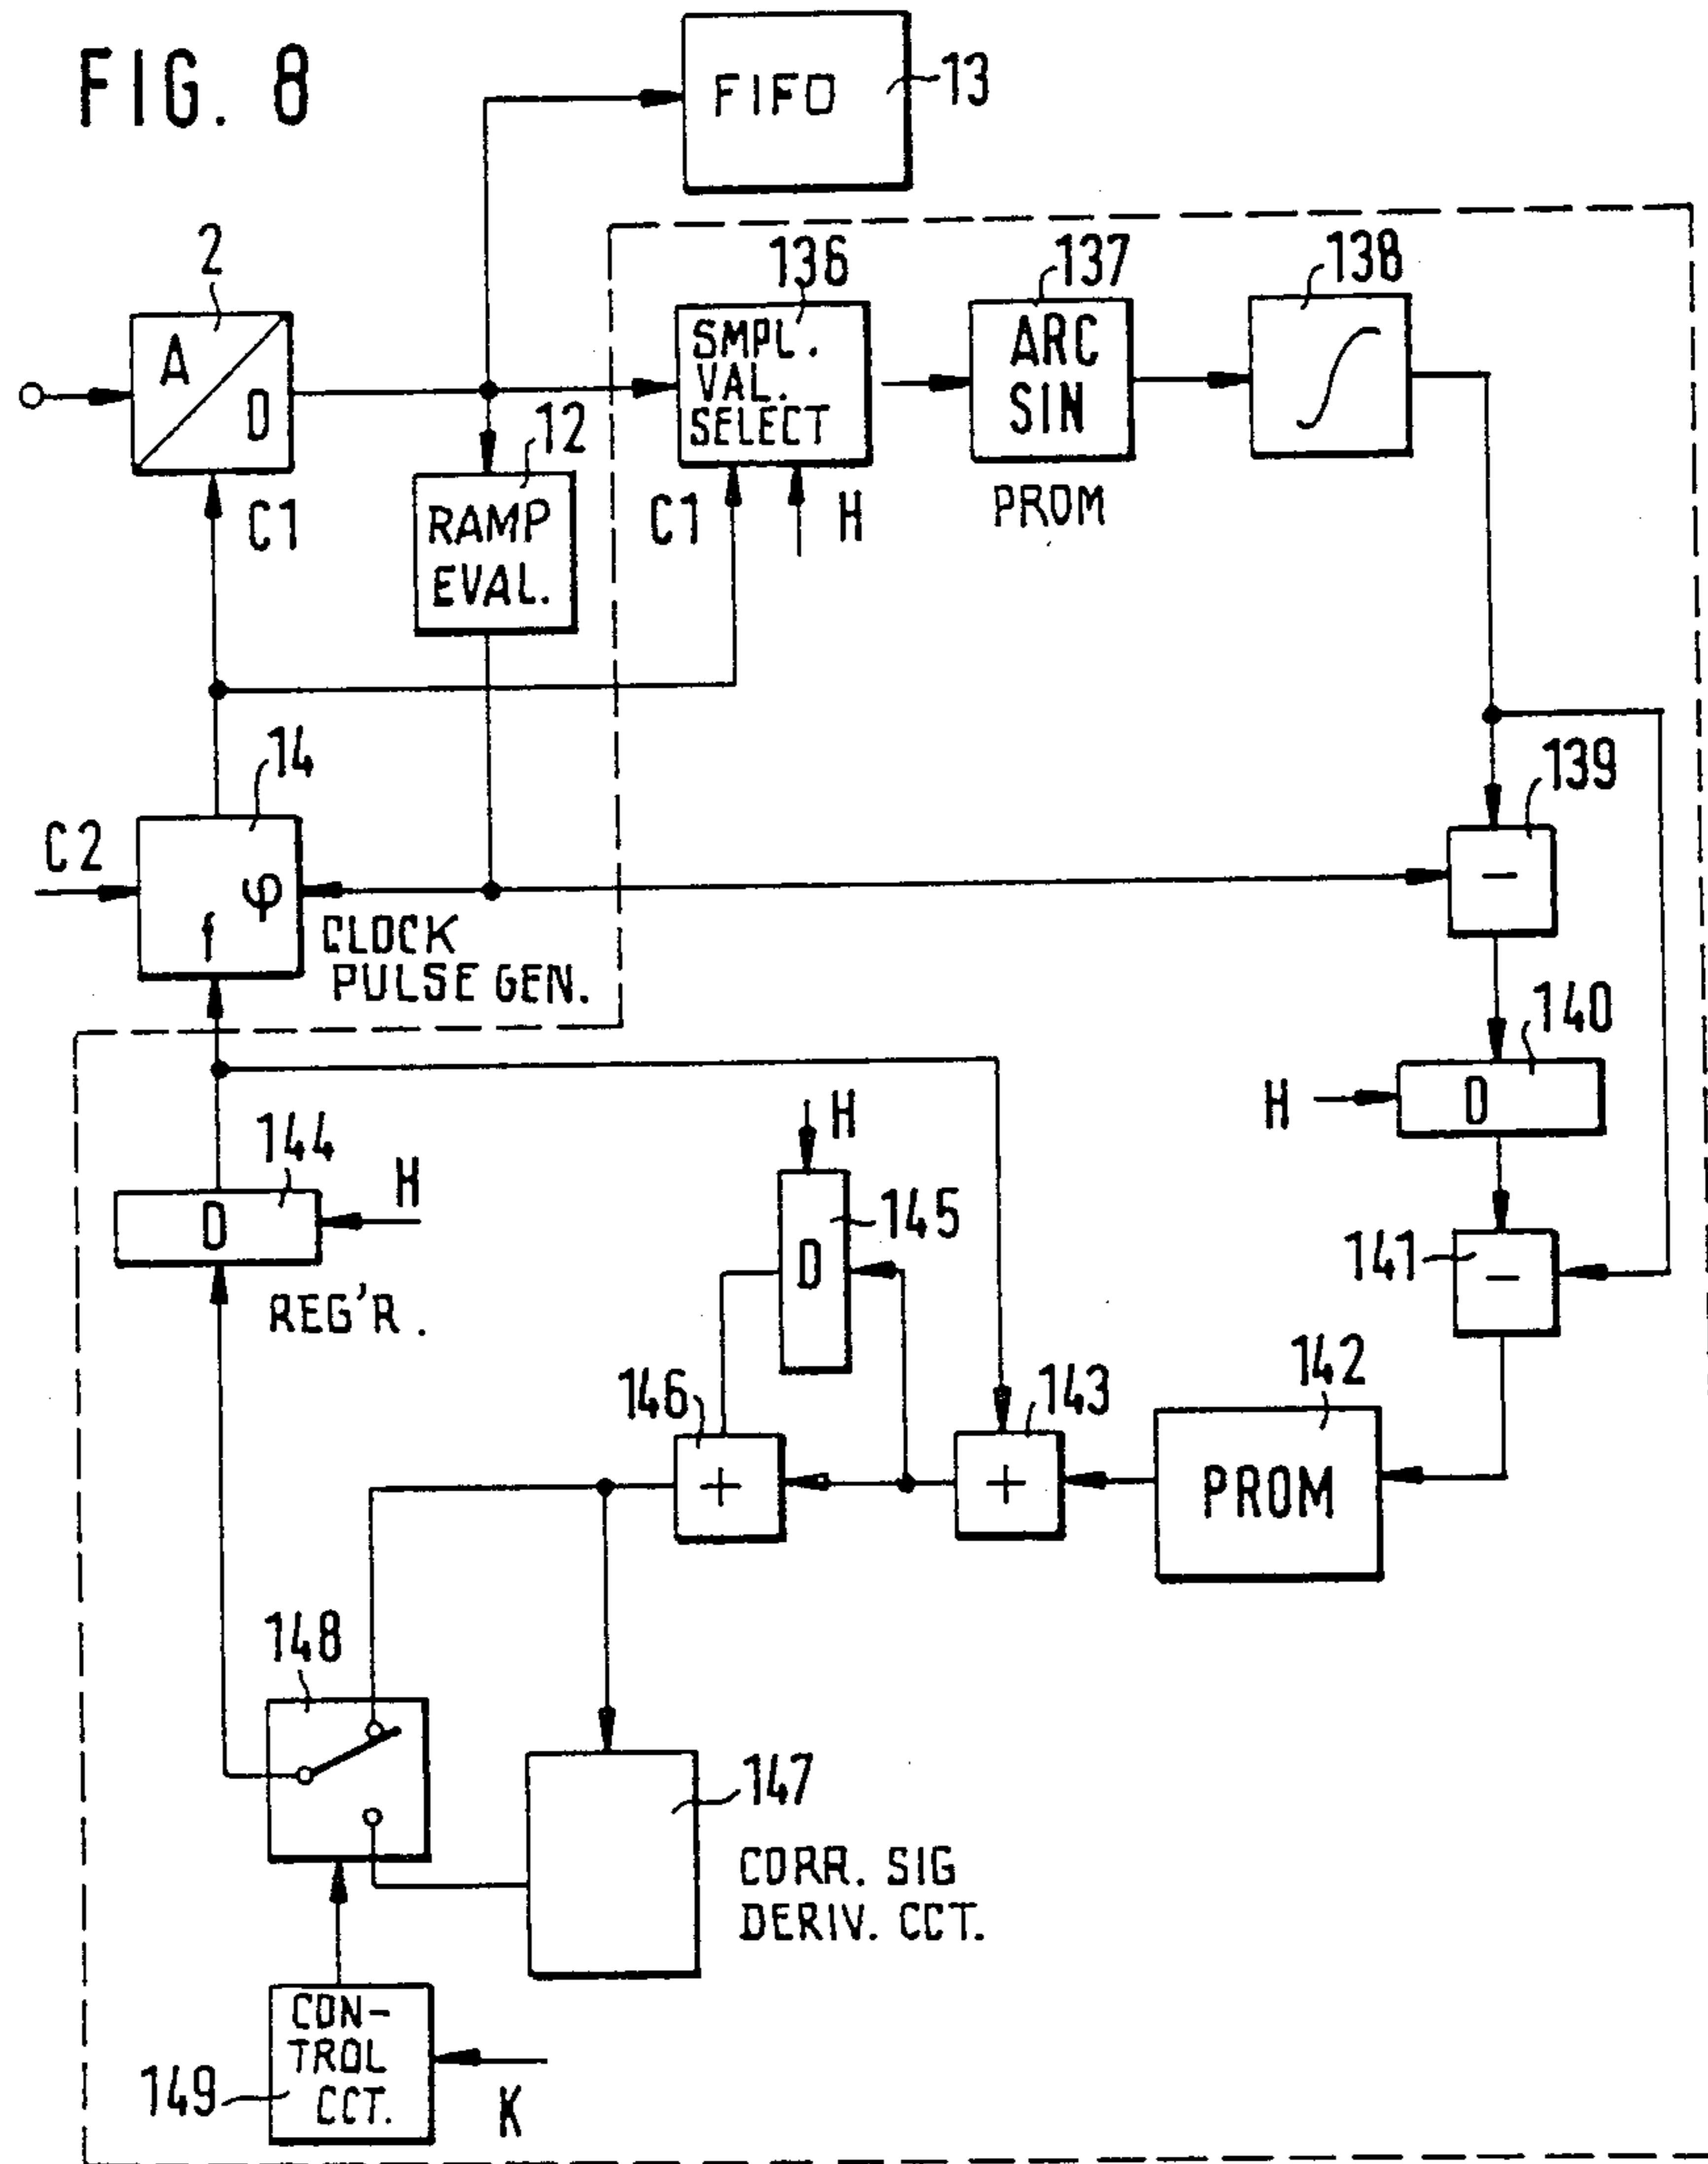 FIG. 8
FIFO
13
2
A
D
136
SMPL.
VAL.
SELECT
137
ARC
SIN
PROM
138
12
RAMP
EVAL.
C1
C1
H
14
C2
φ
f
CLOCK
PULSE GEN.
139
−
140
H
D
144
D
H
REG'R.
H
145
D
141
−
146
+
143
+
142
PROM
148
147
CORR. SIG
DERIV. CCT.
149
CON-
TROL
CCT.
K